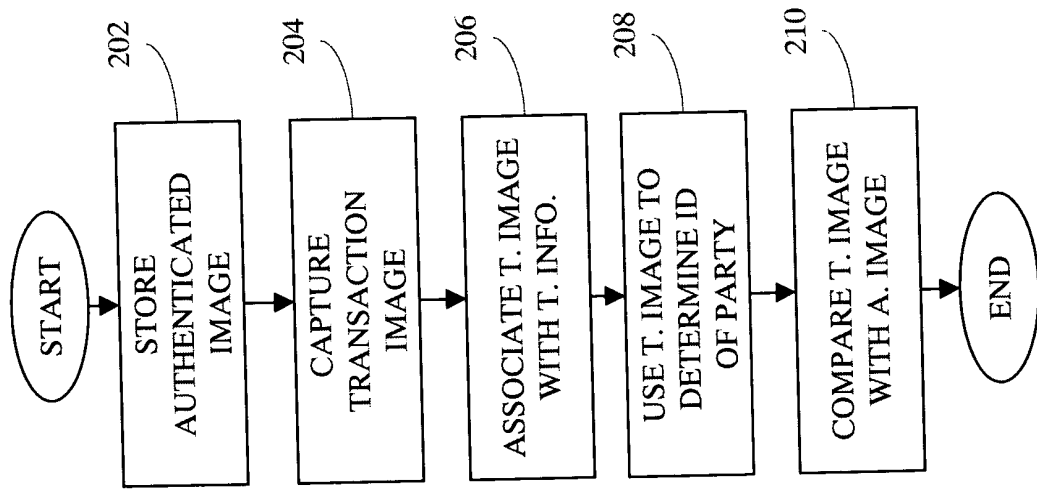 START
STORE
AUTHENTICATED
IMAGE
202
CAPTURE
TRANSACTION
IMAGE
204
ASSOCIATE T. IMAGE
WITH T. INFO.
206
USE T. IMAGE TO
DETERMINE ID
OF PARTY
208
COMPARE T. IMAGE
WITH A. IMAGE
210
END